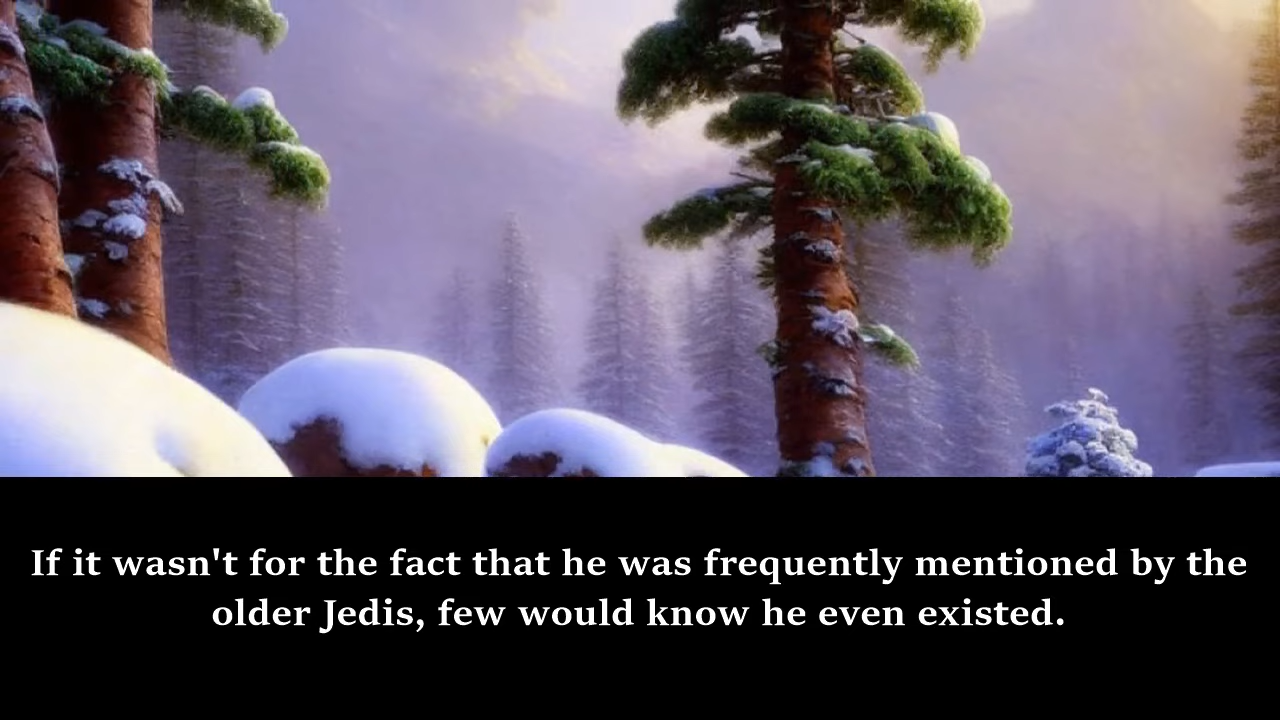 If it wasn't for the fact that he was frequently mentioned by the
older Jedis, few would know he even existed.